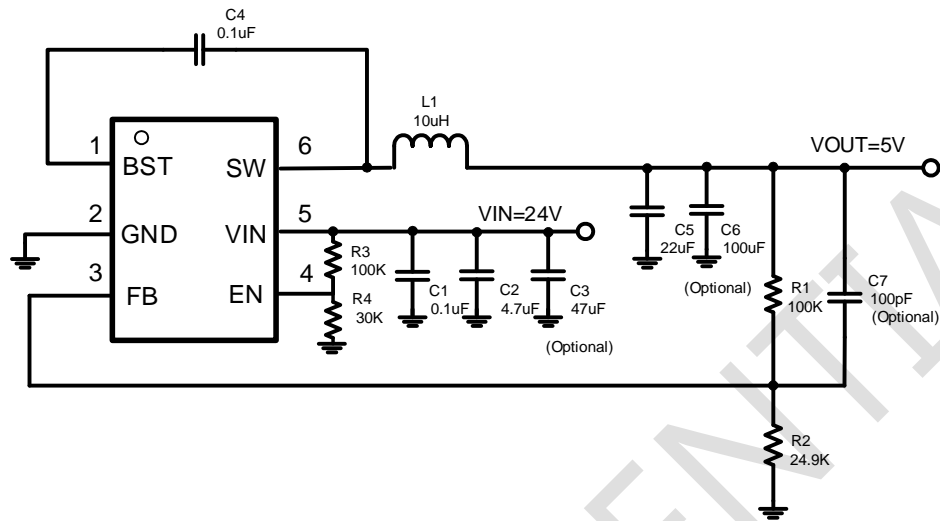 C4
0.1uF
L1
10uH
1
BST
6
SW
VOUT=5V
2
GND
5
VIN
VIN=24V
3
FB
4
EN
R3
100K
R4
30K
C1
0.1uF
C2
4.7uF
C3
47uF
(Optional)
C5
22uF
C6
100uF
(Optional)
R1
100K
C7
100pF
(Optional)
R2
24.9K
ENTIA